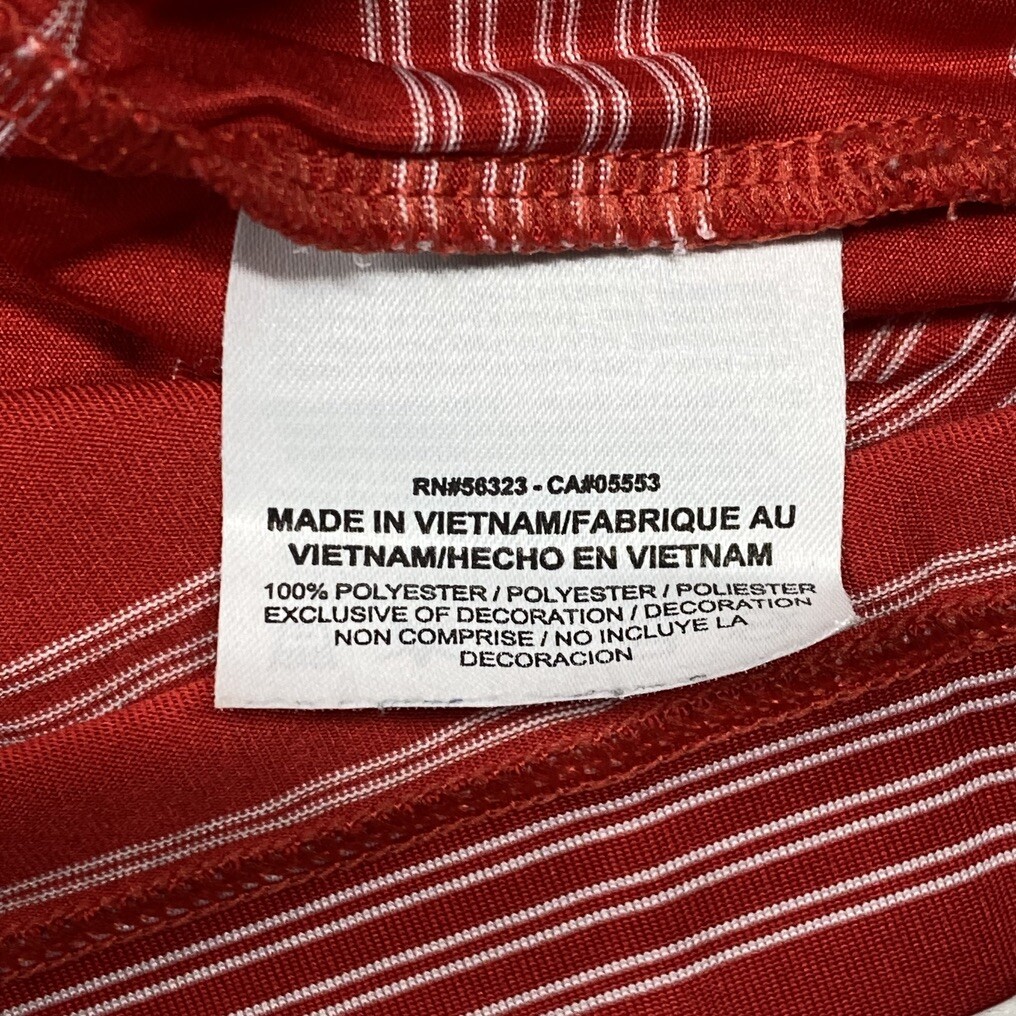 RN#56323 - CA#05553
MADE IN VIETNAM/FABRIQUE AU
VIETNAM/HECHO EN VIETNAM
100% POLYESTER / POLYESTER / POLIESTER
EXCLUSIVE OF DECORATION / DECORATION
NON COMPRISE / NO INCLUYE LA
DECORACION